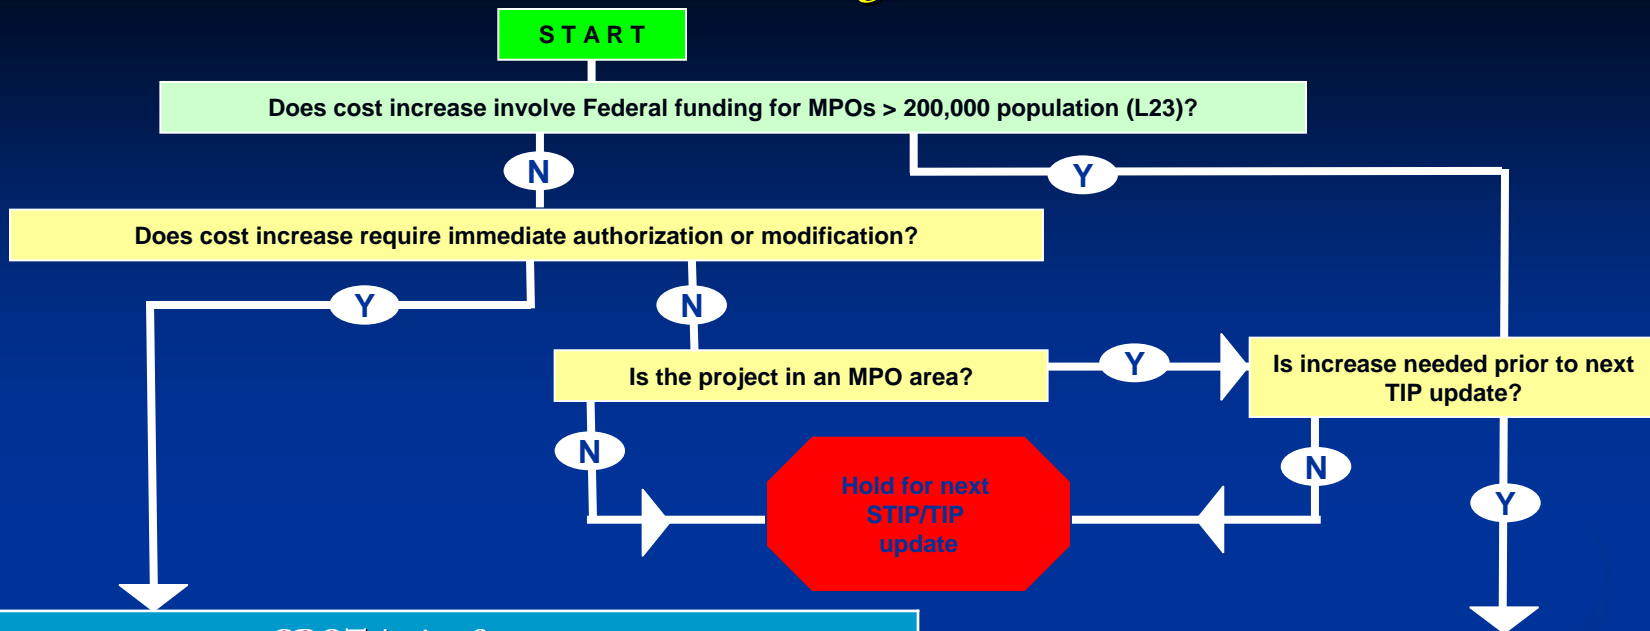 S T A R T
Does cost increase involve Federal funding for MPOs > 200,000 population (L23)?
N
Y
Does cost increase require immediate authorization or modification?
Y
N
Is the project in an MPO area?
Y
Is increase needed prior to next
TIP update?
N
N
Y
Hold for next
STIP/TIP
update